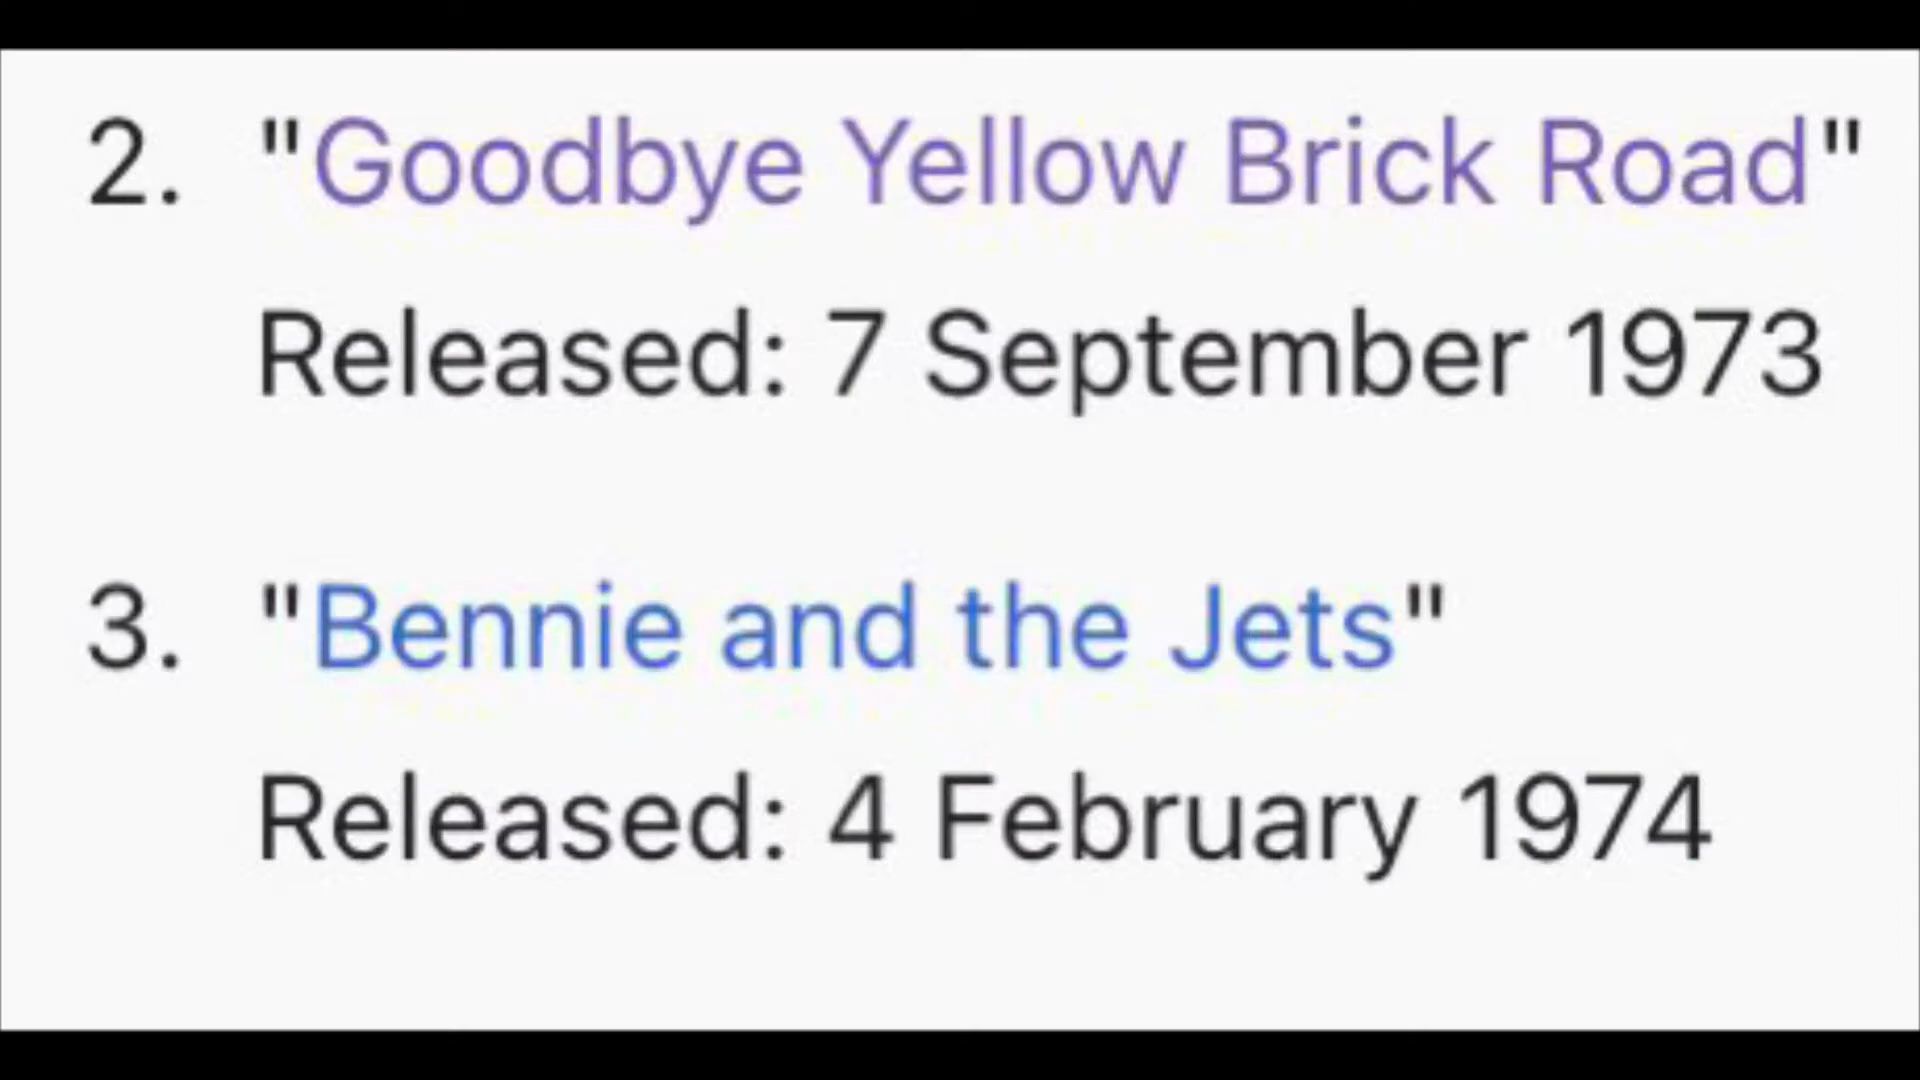 2. "Goodbye Yellow Brick Road"
Released: 7 September 1973
3. "Bennie and the Jets"
Released: 4 February 1974